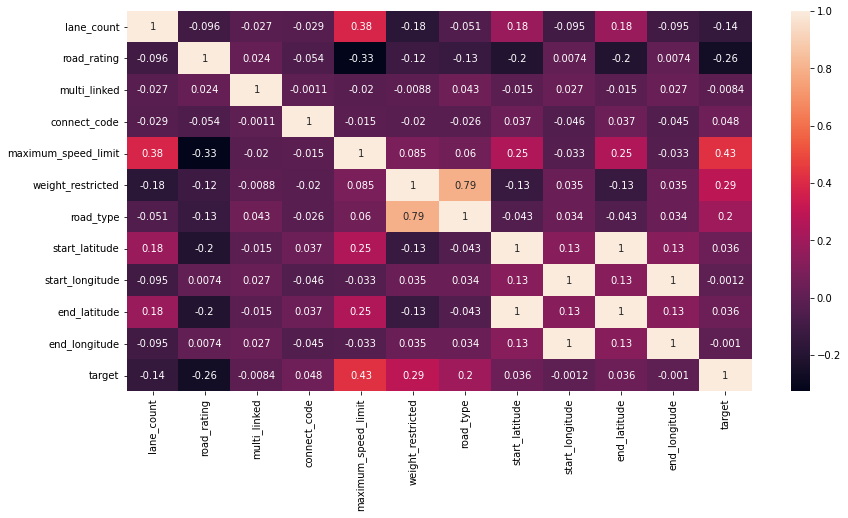 lane_count 1 -0.096 -0.027 -0.029 0.38 -0.18 -0.051 0.18 -0.095 0.18 -0.095 -0.14
road_rating -0.096 1 0.024 -0.054 -0.33 -0.12 -0.13 -0.2 0.0074 -0.2 0.0074 -0.26
multi_linked -0.027 0.024 1 -0.0011 -0.02 -0.0088 0.043 -0.015 0.027 -0.015 0.027 -0.0084
connect_code -0.029 -0.054 -0.0011 1 -0.015 -0.02 -0.026 0.037 -0.046 0.037 -0.045 0.048
maximum_speed_limit 0.38 -0.33 -0.02 -0.015 1 0.085 0.06 0.25 -0.033 0.25 -0.033 0.43
weight_restricted -0.18 -0.12 -0.0088 -0.02 0.085 1 0.79 -0.13 0.035 -0.13 0.035 0.29
road_type -0.051 -0.13 0.043 -0.026 0.06 0.79 1 -0.043 0.034 -0.043 0.034 0.2
start_latitude 0.18 -0.2 -0.015 0.037 0.25 -0.13 -0.043 1 0.13 1 0.13 0.036
start_longitude -0.095 0.0074 0.027 -0.046 -0.033 0.035 0.034 0.13 1 0.13 1 -0.0012
end_latitude 0.18 -0.2 -0.015 0.037 0.25 -0.13 -0.043 1 0.13 1 0.13 0.036
end_longitude -0.095 0.0074 0.027 -0.045 -0.033 0.035 0.034 0.13 1 0.13 1 -0.001
target -0.14 -0.26 -0.0084 0.048 0.43 0.29 0.2 0.036 -0.0012 0.036 -0.001 1
lane_count
road_rating
multi_linked
connect_code
maximum_speed_limit
weight_restricted
road_type
start_latitude
start_longitude
end_latitude
end_longitude
target
1.0
0.8
0.6
0.4
0.2
0.0
−0.2